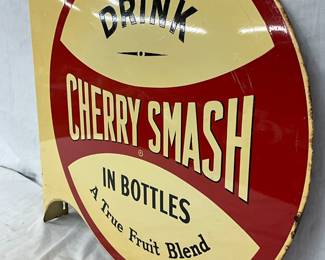 DRINK
CHERRY SMASH
®
IN BOTTLES
A True Fruit Blend